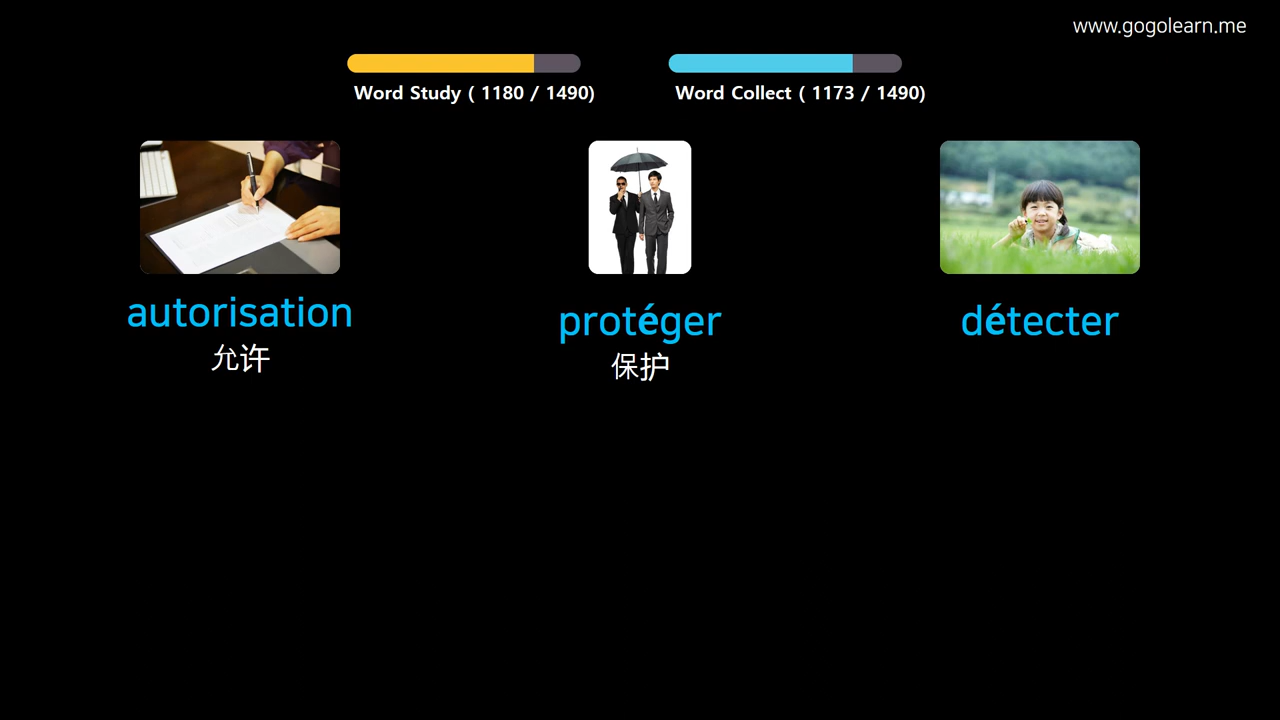 www.gogolearn.me
Word Study ( 1180 / 1490)
Word Collect ( 1173 / 1490)
autorisation
允许
protéger
保护
détecter